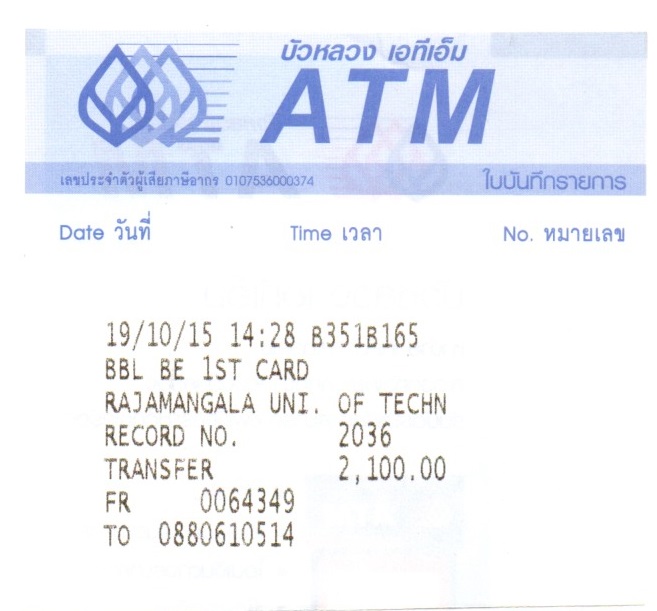 บัวหลวง เอทีเอ็ม
ATM
เลขประจำตัวผู้เสียภาษีอากร 0107536000374 ใบบันทึกรายการ
Date วันที่ Time เวลา No. หมายเลข
19/10/15 14:28 B351B165
BBL BE 1ST CARD
RAJAMANGALA UNI. OF TECHN
RECORD NO. 2036
TRANSFER 2,100.00
FR 0064349
TO 0880610514